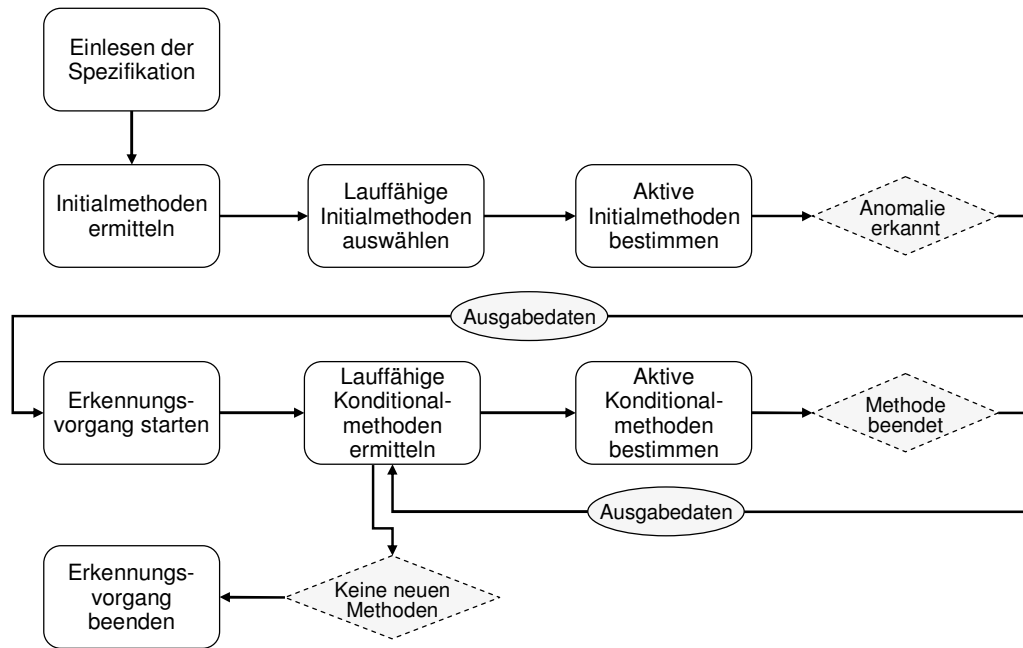 Einlesen der
Spezifikation
Initialmethoden
ermitteln
Lauffähige
Initialmethoden
auswählen
Aktive
Initialmethoden
bestimmen
Anomalie
erkannt
Ausgabedaten
Erkennungs-
vorgang starten
Lauffähige
Konditional-
methoden
ermitteln
Aktive
Konditional-
methoden
bestimmen
Methode
beendet
Ausgabedaten
Erkennungs-
vorgang
beenden
Keine neuen
Methoden